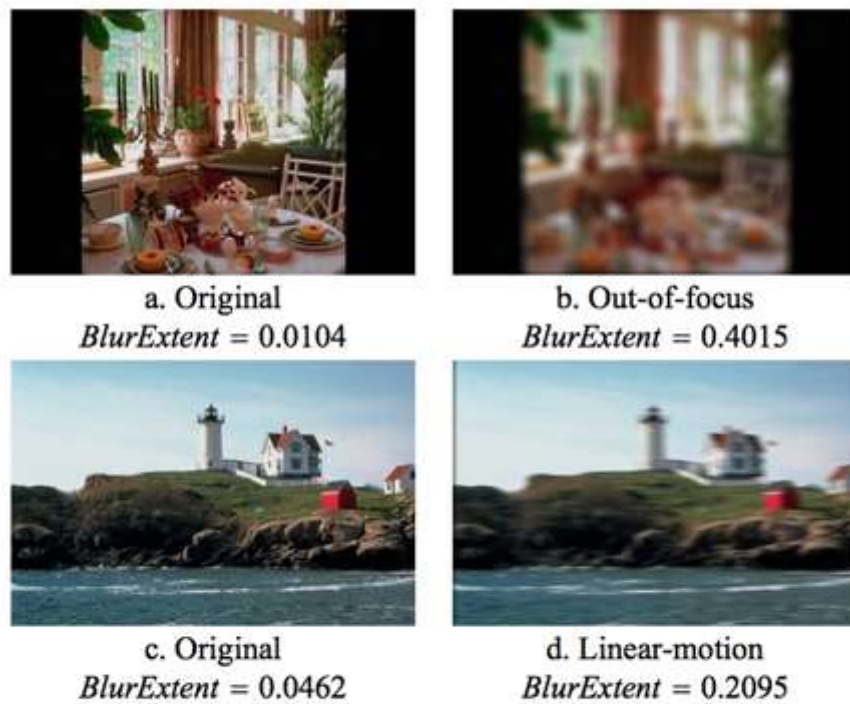 a. Original
BlurExtent = 0.0104
b. Out-of-focus
BlurExtent = 0.4015
c. Original
BlurExtent = 0.0462
d. Linear-motion
BlurExtent = 0.2095